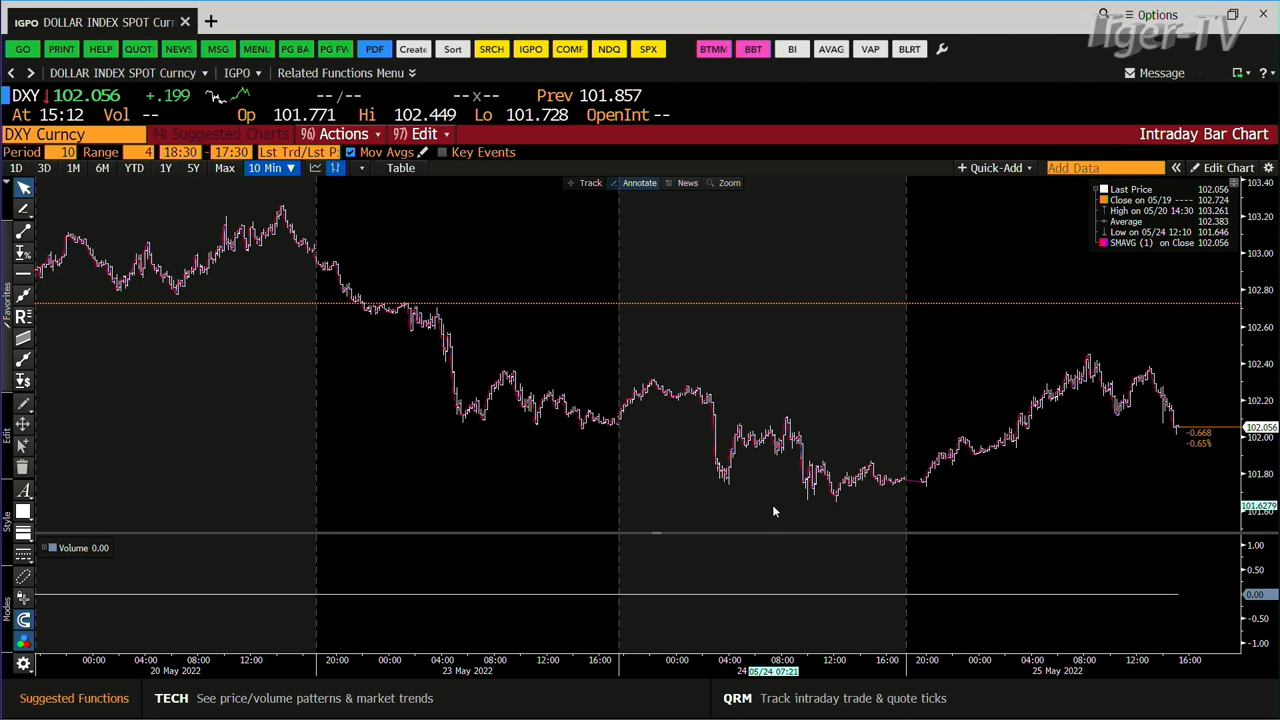 IGPO DOLLAR INDEX SPOT Curr
Options
Tiger-TV
GO PRINT HELP QUOT NEWS MSG MENU PG BA PG FW PDF Create Sort SRCH IGPO COMF NDQ SPX BTMM BBT BI AVAG VAP BLRT
DOLLAR INDEX SPOT Curncy IGPO Related Functions Menu Message
DXY 102.056 +.199 --/-- --x-- Prev 101.857
At 15:12 Vol -- Op 101.771 Hi 102.449 Lo 101.728 OpenInt --
DXY Curncy 94) Suggested Charts 96) Actions 97) Edit Intraday Bar Chart
Period 10 Range 4 18:30 - 17:30 Lst Trd/Lst P Mov Avgs Key Events
1D 3D 1M 6M YTD 1Y 5Y Max 10 Min Table + Quick-Add Add Data Edit Chart
Track Annotate News Zoom
Last Price 102.056
Close on 05/19 ---- 102.724
High on 05/20 14:30 103.261
Average 102.383
Low on 05/24 12:10 101.646
SMAVG (1) on Close 102.056
103.40
103.20
103.00
102.80
102.60
102.40
102.20
102.056
102.00
101.80
101.6279
101.60
-0.668
-0.65%
Favorites
Edit
Style
Modes
Volume 0.00
1.00
0.50
0.00
-0.50
-1.00
00:00 04:00 08:00 12:00 20:00 00:00 04:00 08:00 12:00 16:00 00:00 04:00 08:00 12:00 16:00 20:00 00:00 04:00 08:00 12:00 16:00
20 May 2022 23 May 2022 24 05/24 07:21 25 May 2022
Suggested Functions TECH See price/volume patterns & market trends QRM Track intraday trade & quote ticks